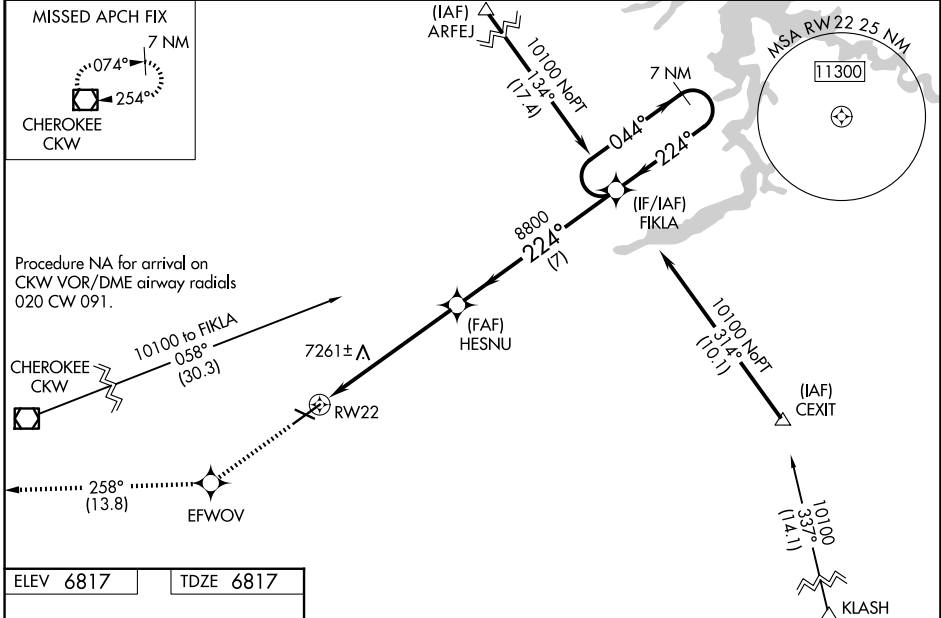 MISSED APCH FIX
7 NM
074°
254°
CHEROKEE
CKW
(IAF)
ARFEJ
10100 NoPT
134°
(17.4)
7 NM
044°
224°
(IF/IAF)
FIKLA
MSA RW 22 25 NM
11300
8800
224°
(7)
Procedure NA for arrival on
CKW VOR/DME airway radials
020 CW 091.
10100 to FIKLA
058°
(30.3)
CHEROKEE
CKW
(FAF)
HESNU
7261±
RW22
10100 NoPT
314°
(10.1)
(IAF)
CEXIT
258°
(13.8)
EFWOV
10100
337°
(14.1)
KLASH
ELEV 6817
TDZE 6817